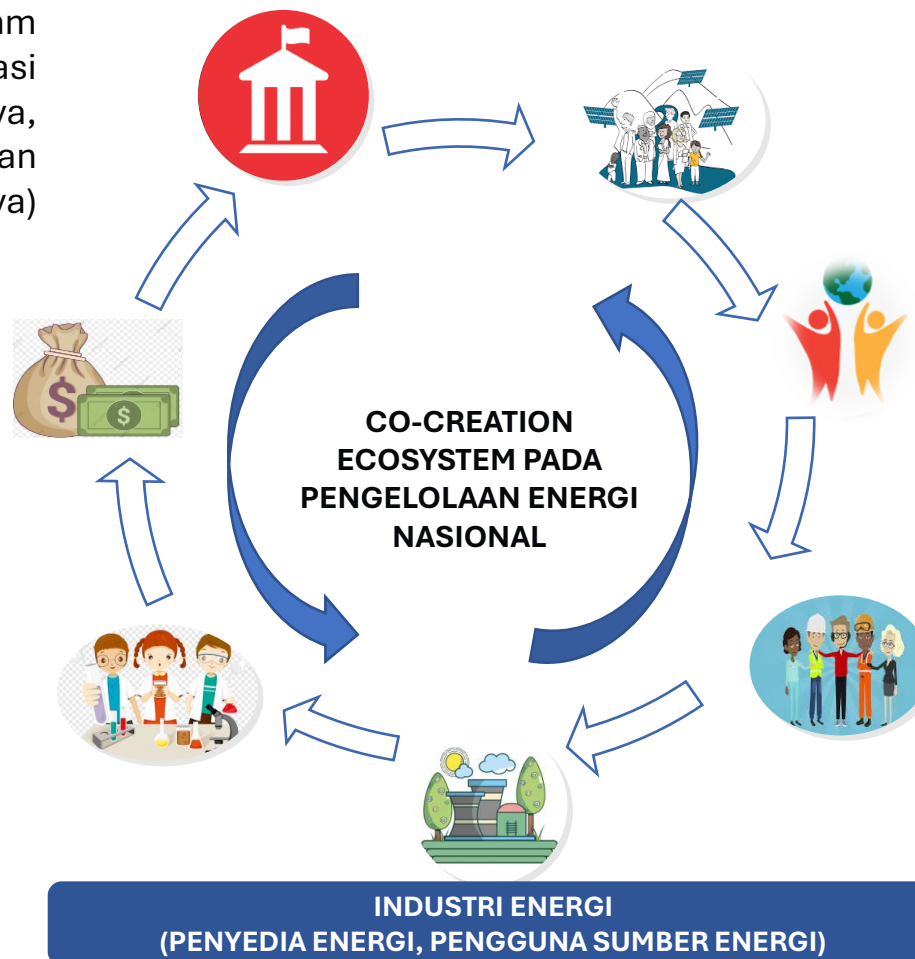 CO-CREATION
ECOSYSTEM PADA
PENGELOLAAN ENERGI
NASIONAL
INDUSTRI ENERGI
(PENYEDIA ENERGI, PENGGUNA SUMBER ENERGI)